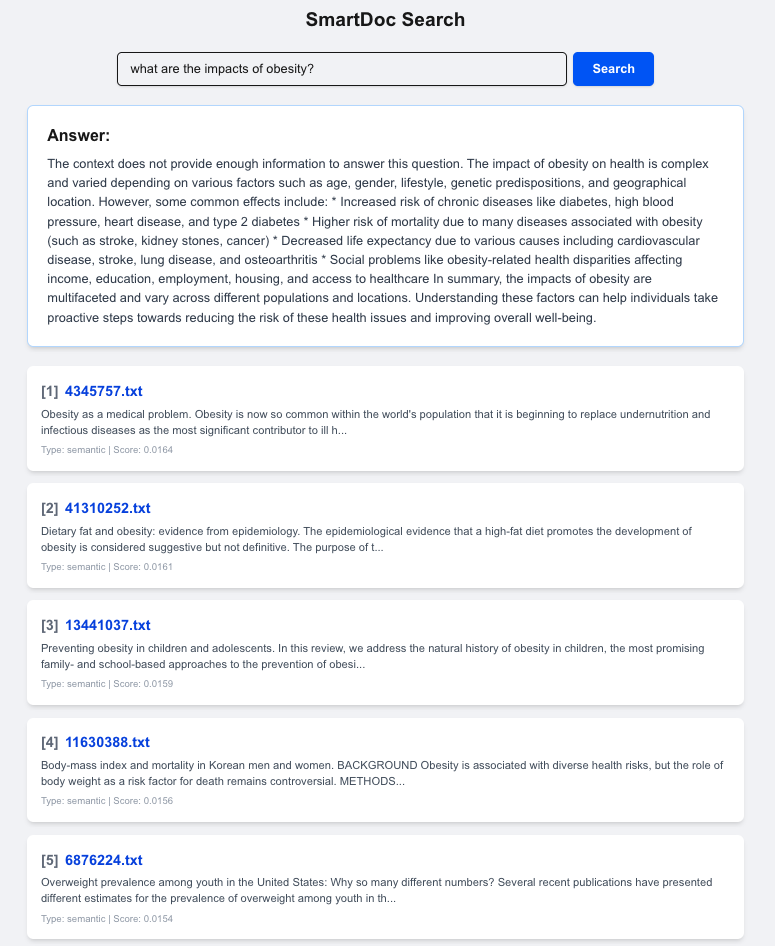 SmartDoc Search
what are the impacts of obesity?
Search
Answer:
The context does not provide enough information to answer this question. The impact of obesity on health is complex
and varied depending on various factors such as age, gender, lifestyle, genetic predispositions, and geographical
location. However, some common effects include: * Increased risk of chronic diseases like diabetes, high blood
pressure, heart disease, and type 2 diabetes * Higher risk of mortality due to many diseases associated with obesity
(such as stroke, kidney stones, cancer) * Decreased life expectancy due to various causes including cardiovascular
disease, stroke, lung disease, and osteoarthritis * Social problems like obesity-related health disparities affecting
income, education, employment, housing, and access to healthcare In summary, the impacts of obesity are
multifaceted and vary across different populations and locations. Understanding these factors can help individuals take
proactive steps towards reducing the risk of these health issues and improving overall well-being.
[1] 4345757.txt
Obesity as a medical problem. Obesity is now so common within the world's population that it is beginning to replace undernutrition and
infectious diseases as the most significant contributor to ill h...
Type: semantic | Score: 0.0164
[2] 41310252.txt
Dietary fat and obesity: evidence from epidemiology. The epidemiological evidence that a high-fat diet promotes the development of
obesity is considered suggestive but not definitive. The purpose of t...
Type: semantic | Score: 0.0161
[3] 13441037.txt
Preventing obesity in children and adolescents. In this review, we address the natural history of obesity in children, the most promising
family- and school-based approaches to the prevention of obesi...
Type: semantic | Score: 0.0159
[4] 11630388.txt
Body-mass index and mortality in Korean men and women. BACKGROUND Obesity is associated with diverse health risks, but the role of
body weight as a risk factor for death remains controversial. METHODS...
Type: semantic | Score: 0.0156
[5] 6876224.txt
Overweight prevalence among youth in the United States: Why so many different numbers? Several recent publications have presented
different estimates for the prevalence of overweight among youth in th...
Type: semantic | Score: 0.0154